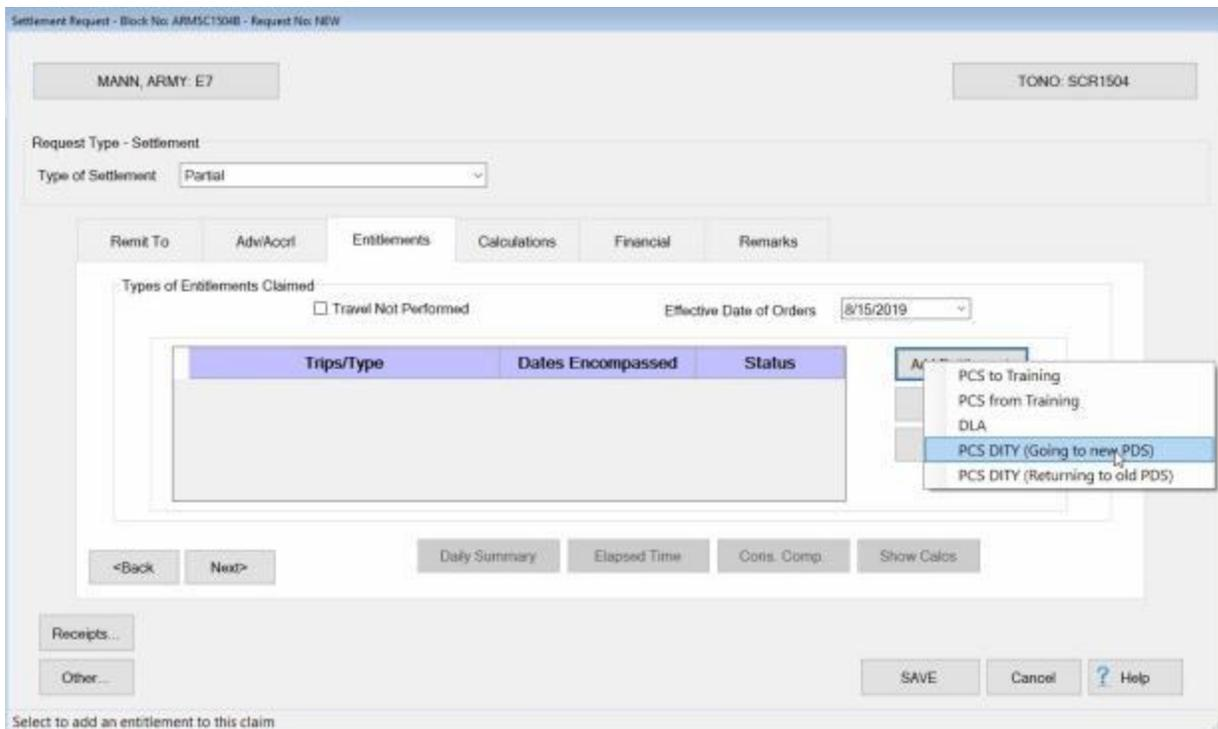 Settlement Request - Block No: ARMSC1504B - Request No: NEW
MANN, ARMY: E7
TONO: SCR1504
Request Type - Settlement
Type of Settlement Partial
Remit To Adv/Accrl Entitlements Calculations Financial Remarks
Types of Entitlements Claimed
Travel Not Performed Effective Date of Orders 8/15/2019
Trips/Type Dates Encompassed Status
PCS to Training
PCS from Training
DLA
PCS DITY (Going to new PDS)
PCS DITY (Returning to old PDS)
<Back Next> Daily Summary Elapsed Time Cons. Comp. Show Calcs
Receipts...
Other...
SAVE Cancel ? Help
Select to add an entitlement to this claim